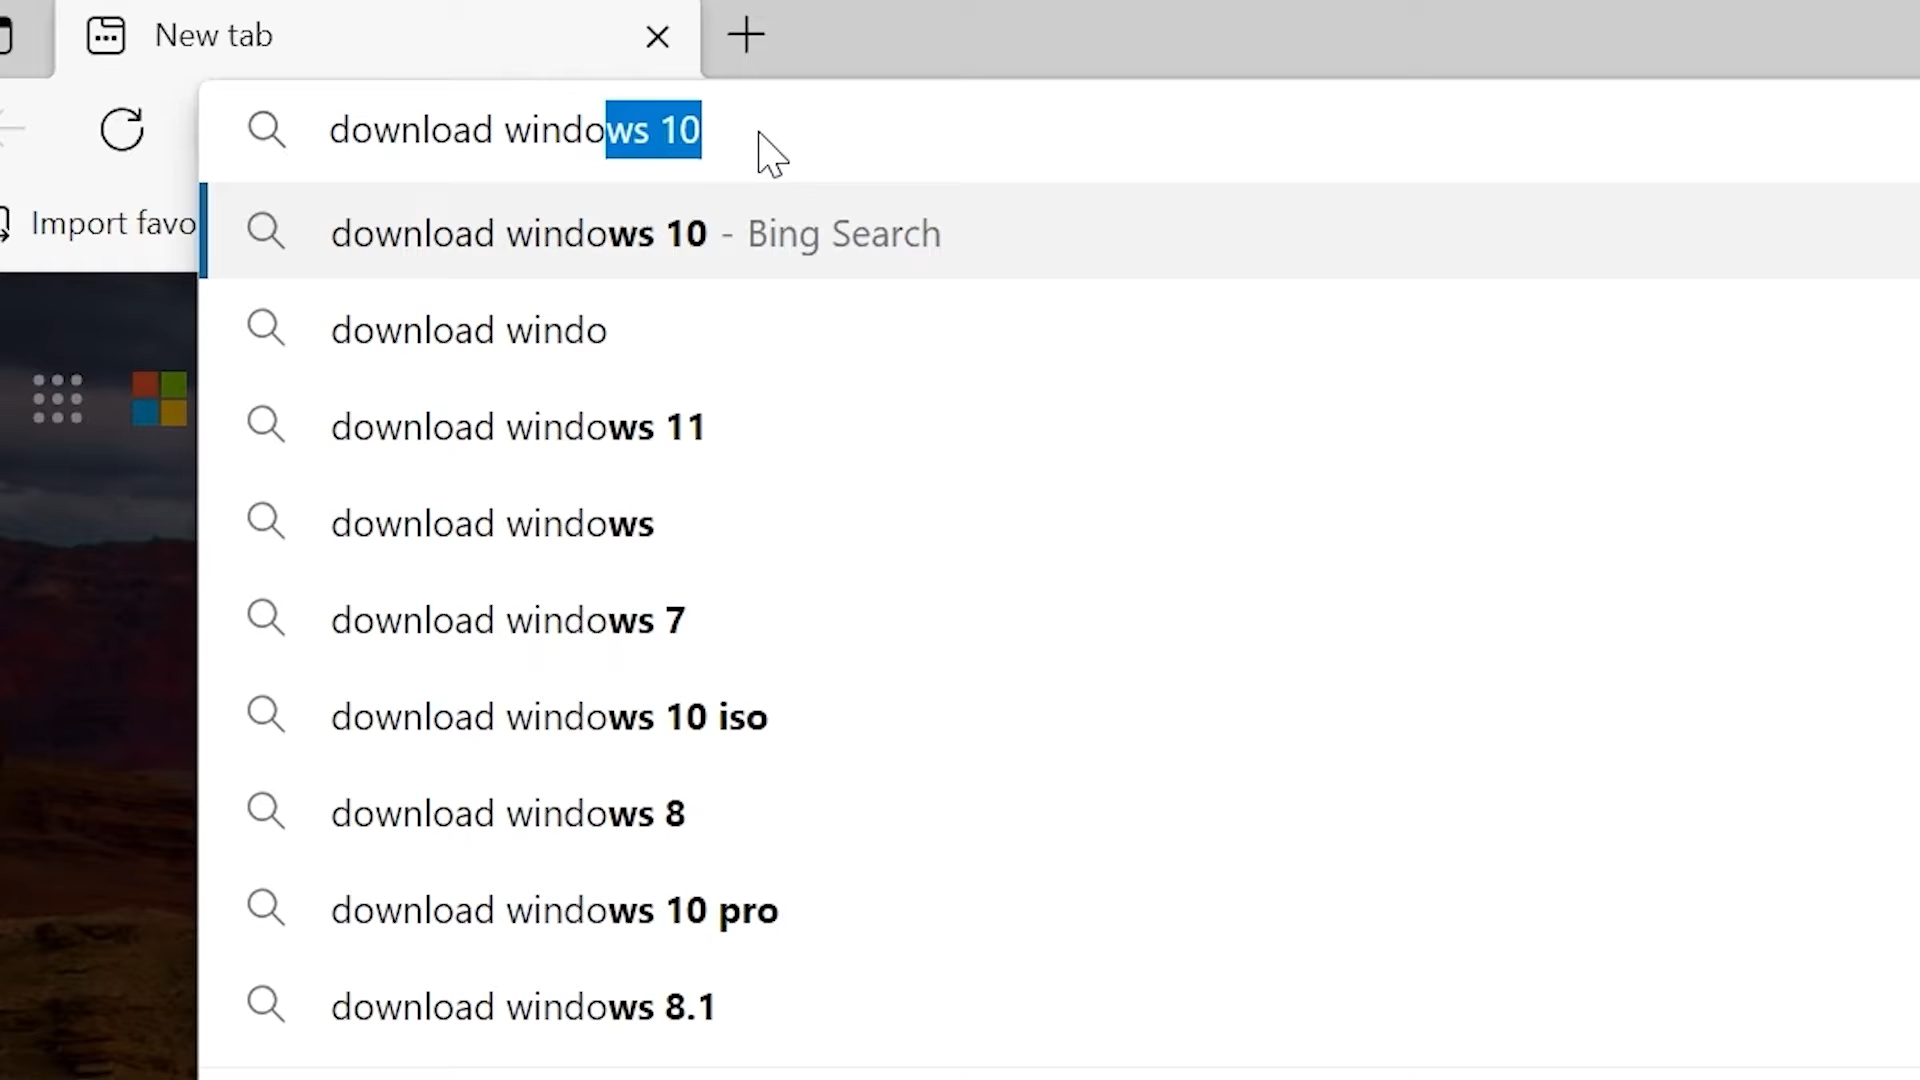 New tab
download windows 10
Import favo
download windows 10 - Bing Search
download windo
download windows 11
download windows
download windows 7
download windows 10 iso
download windows 8
download windows 10 pro
download windows 8.1